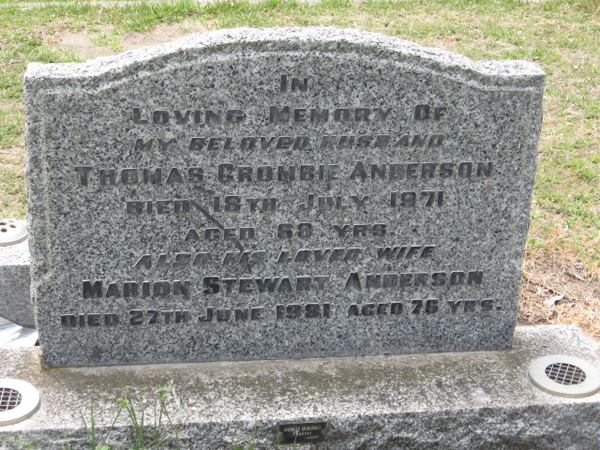 In
Loving Memory Of
My Beloved Husband
Thomas Crombie Anderson
Died 18th July 1971
Aged 68 Yrs.
Also His Loved Wife
Marion Stewart Anderson
Died 27th June 1981 Aged 76 Yrs.